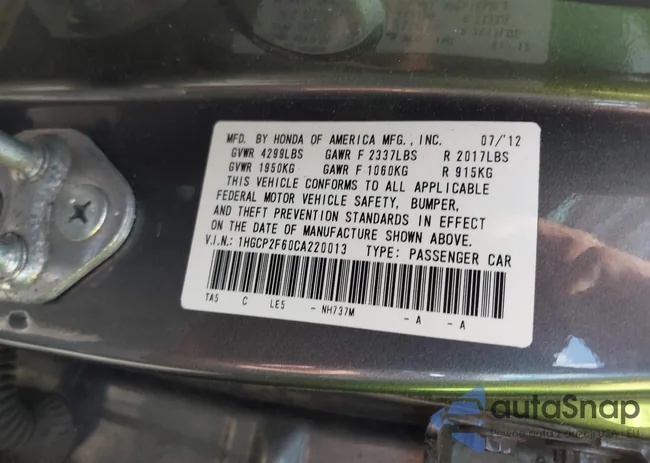 MFD. BY HONDA OF AMERICA MFG., INC. 07/'12
GVWR 4299LBS GAWR F 2337LBS R 2017LBS
GVWR 1950KG GAWR F 1060KG R 915KG
THIS VEHICLE CONFORMS TO ALL APPLICABLE
FEDERAL MOTOR VEHICLE SAFETY, BUMPER,
AND THEFT PREVENTION STANDARDS IN EFFECT
ON THE DATE OF MANUFACTURE SHOWN ABOVE.
V.I.N.: 1HGCP2F60CA220013 TYPE: PASSENGER CAR
TA5 C LE5 - NH737M - A - A
autoSnap